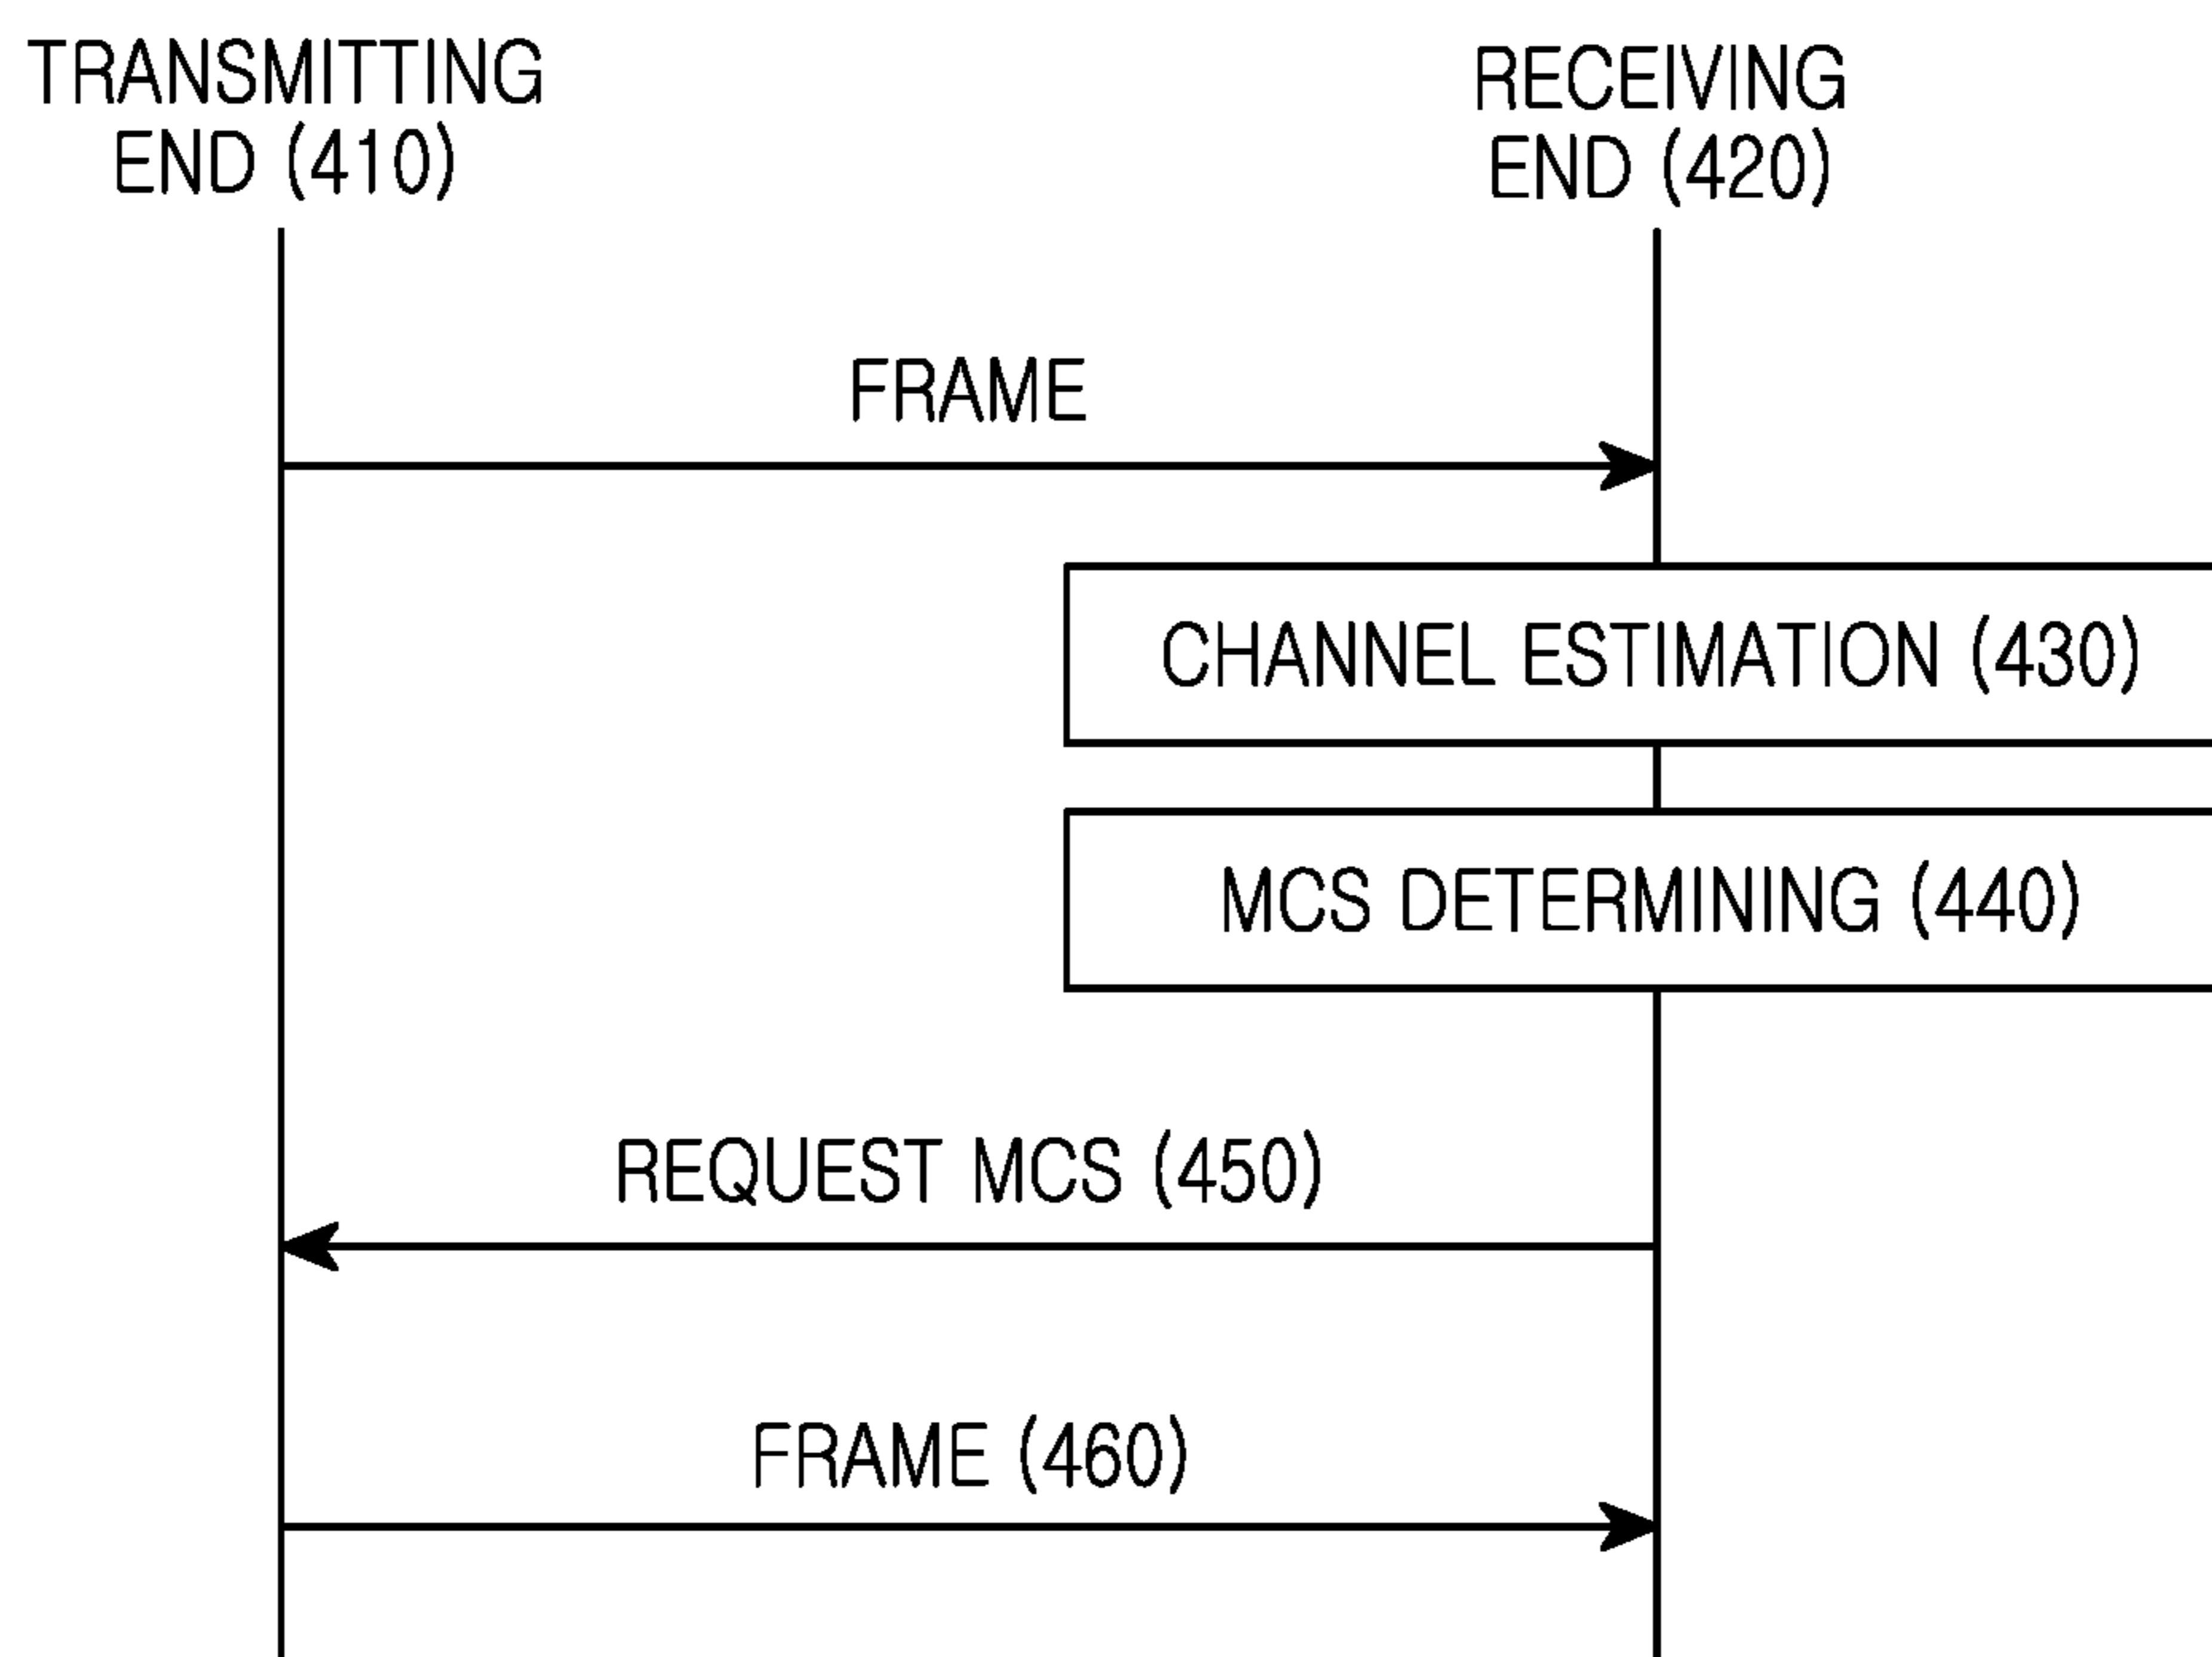 TRANSMITTING
END (410)
RECEIVING
END (420)
FRAME
CHANNEL ESTIMATION (430)
MCS DETERMINING (440)
REQUEST MCS (450)
FRAME (460)